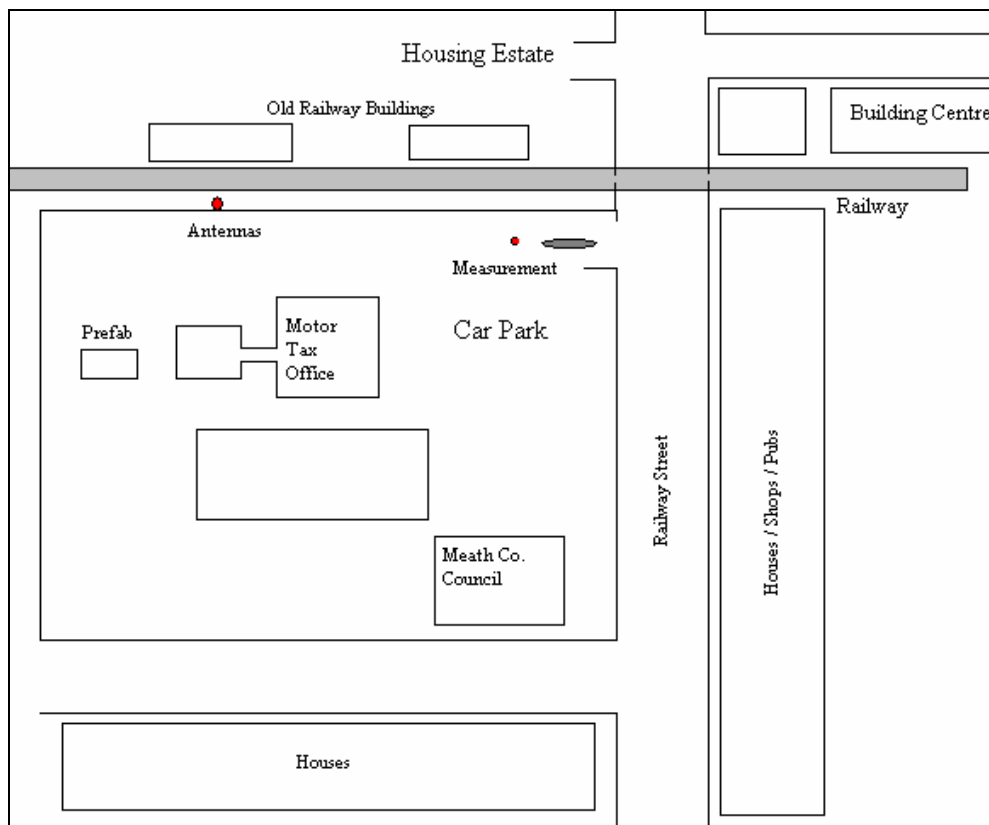 Housing Estate
Old Railway Buildings
Building Centre
Railway
Antennas
Measurement
Prefab
Motor
Tax
Office
Car Park
Railway Street
Houses / Shops / Pubs
Meath Co.
Council
Houses